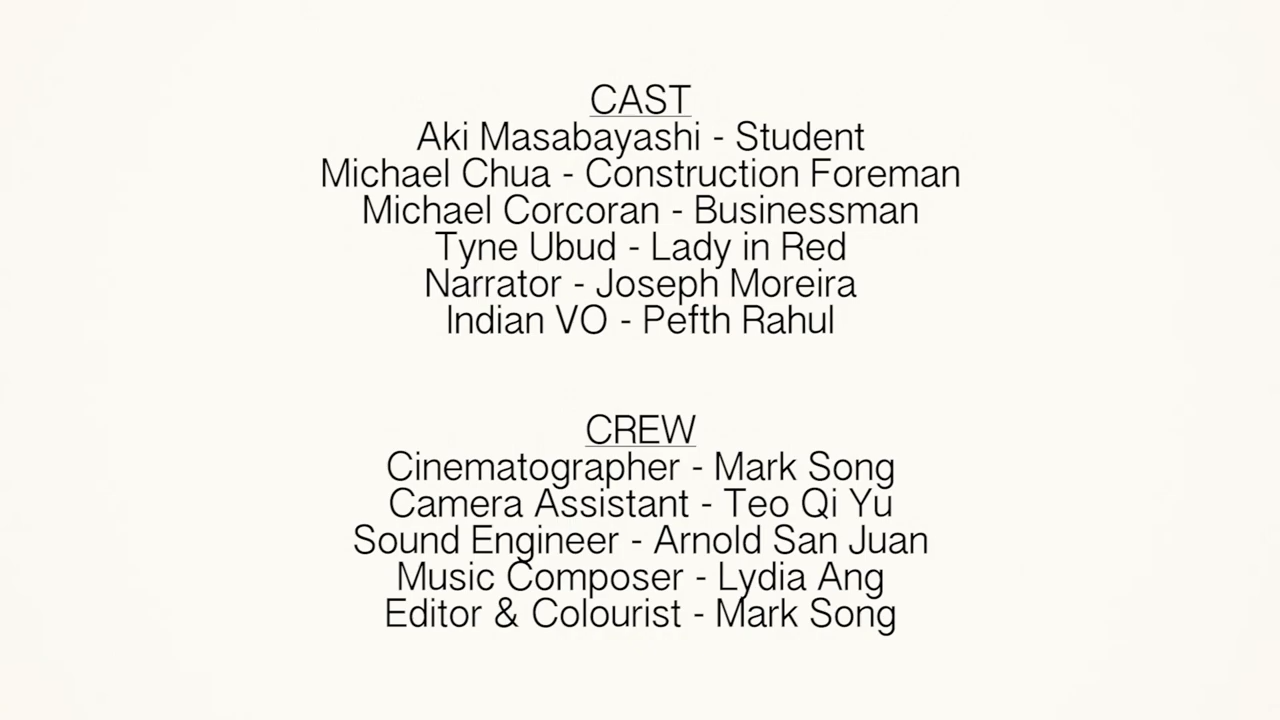 CAST
Aki Masabayashi - Student
Michael Chua - Construction Foreman
Michael Corcoran - Businessman
Tyne Ubud - Lady in Red
Narrator - Joseph Moreira
Indian VO - Pefth Rahul
CREW
Cinematographer - Mark Song
Camera Assistant - Teo Qi Yu
Sound Engineer - Arnold San Juan
Music Composer - Lydia Ang
Editor & Colourist - Mark Song